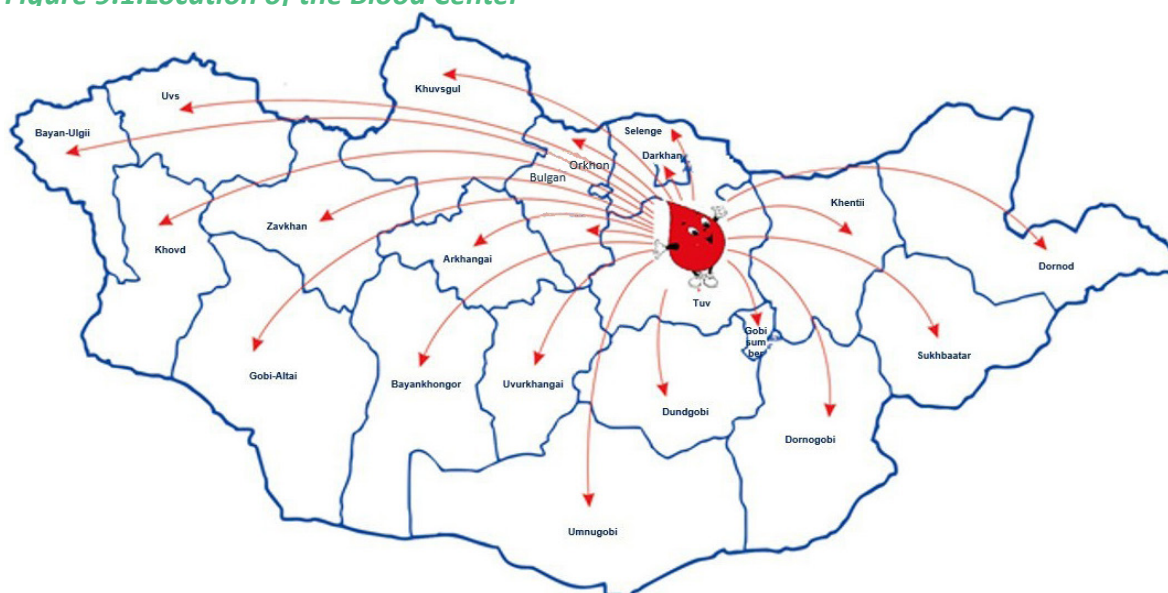 Figure 9.1.Location of the Blood Center
Khuvsgul
Uvs
Bayan-Ulgii
Selenge
Darkhan
Orkhon
Bulgan
Khentii
Zavkhan
Khovd
Arkhangai
Dornod
Tuv
Gobi
sum
ber
Sukhbaatar
Gobi-Altai
Bayankhongor
Uvurkhangai
Dundgobi
Dornogobi
Umnugobi